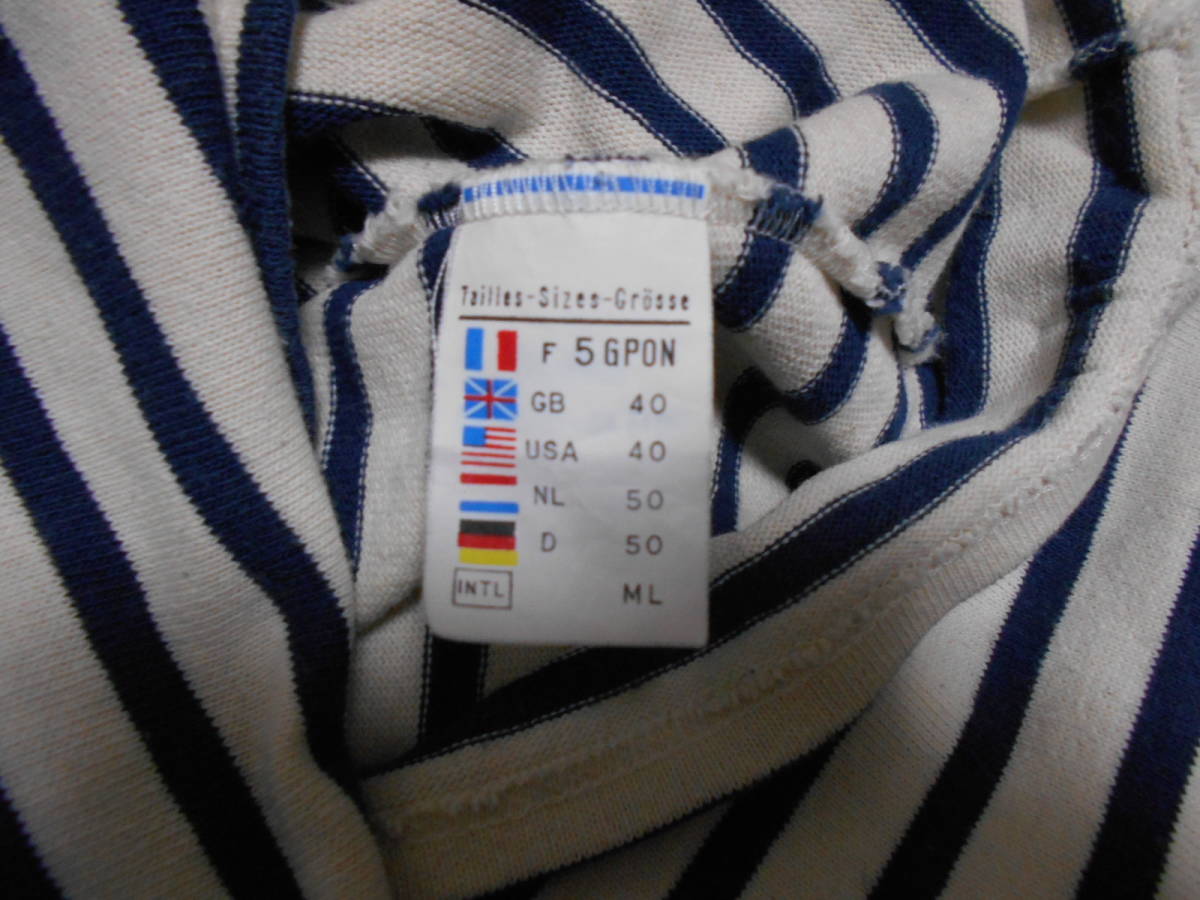 Tailles-Sizes-Grösse
F 5 GPON
GB 40
USA 40
NL 50
D 50
INTL ML